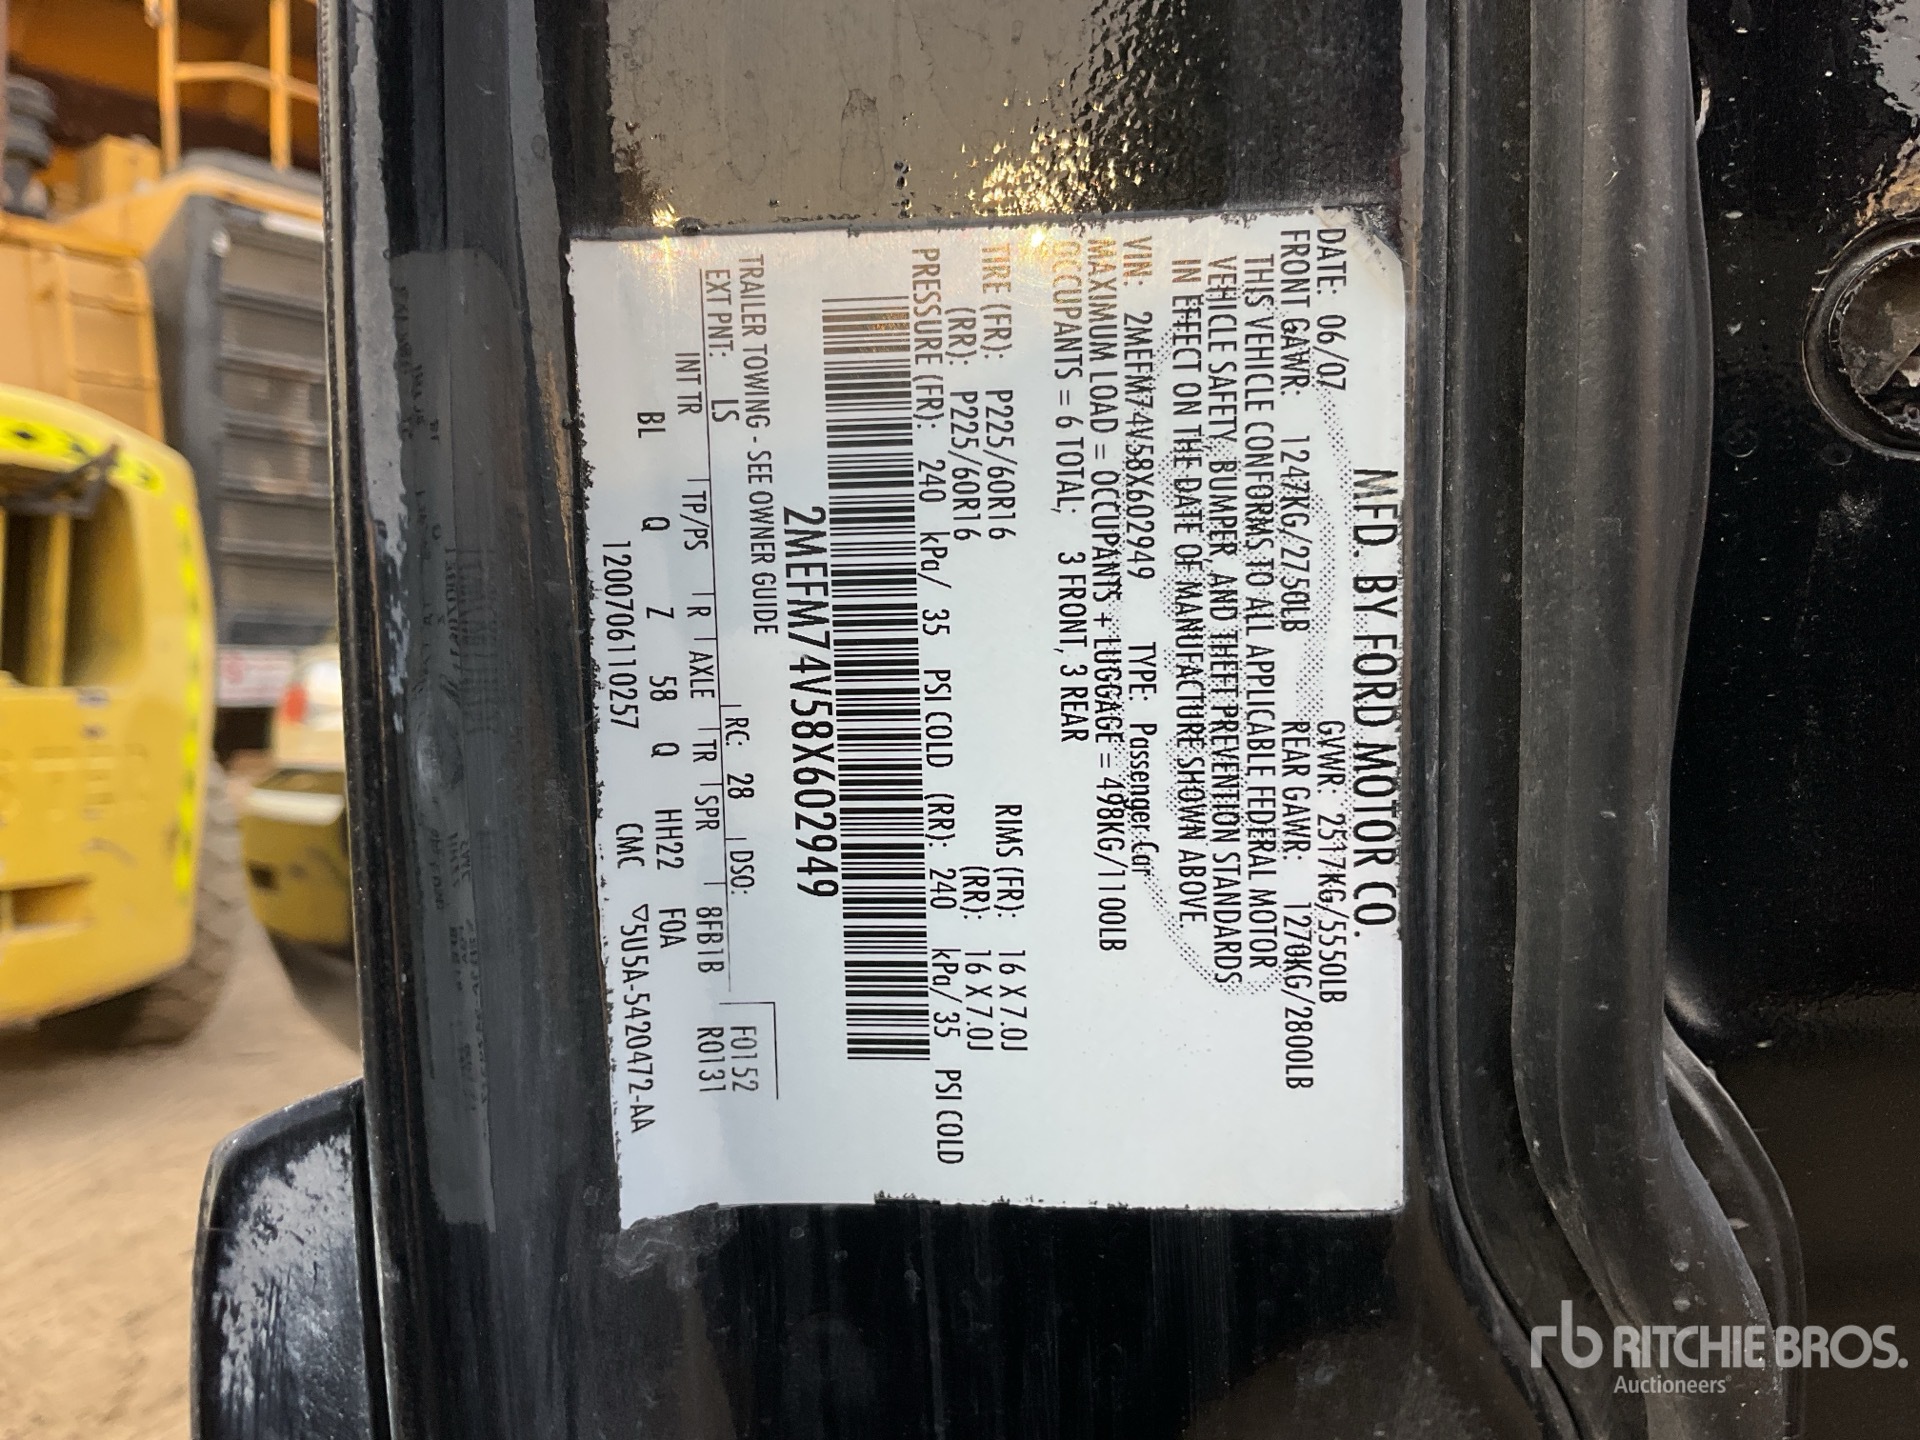 MFD. BY FORD MOTOR CO.
DATE: 06/07 GVWR: 2517KG/5550LB
FRONT GAWR: 1247KG/2750LB REAR GAWR: 1270KG/2800LB
THIS VEHICLE CONFORMS TO ALL APPLICABLE FEDERAL MOTOR
VEHICLE SAFETY, BUMPER, AND THEFT PREVENTION STANDARDS
IN EFFECT ON THE DATE OF MANUFACTURE SHOWN ABOVE.
VIN: 2MEFM74V58X602949 TYPE: Passenger Car
MAXIMUM LOAD = OCCUPANTS + LUGGAGE = 498KG/1100LB
OCCUPANTS = 6 TOTAL; 3 FRONT, 3 REAR
TIRE (FR): P225/60R16 RIMS (FR): 16 X 7.0J
(RR): P225/60R16 (RR): 16 X 7.0J
PRESSURE (FR): 240 kPa/ 35 PSI COLD (RR): 240 kPa/ 35 PSI COLD
2MEFM74V58X602949
TRAILER TOWING - SEE OWNER GUIDE
EXT PNT: LS RC: 28 DSO: F0152
INT TR TP/PS R AXLE TR SPR 8FB1B R0131
BL Q Z 58 Q HH22 F0A
120070611 0257 CMC ▽5U5A-5420472-AA
rb RITCHIE BROS.
Auctioneers